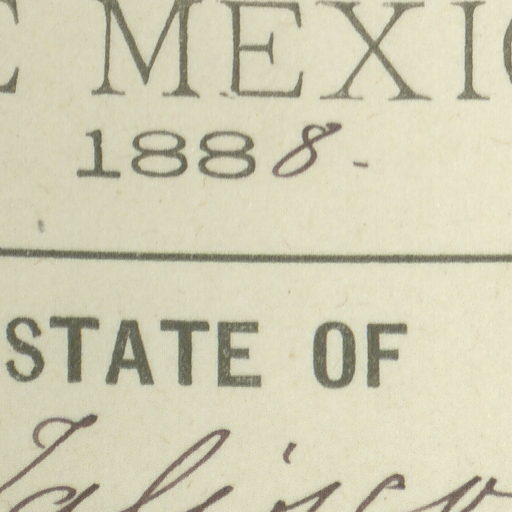 E MEXIC
1888.-
STATE OF
Jalisco